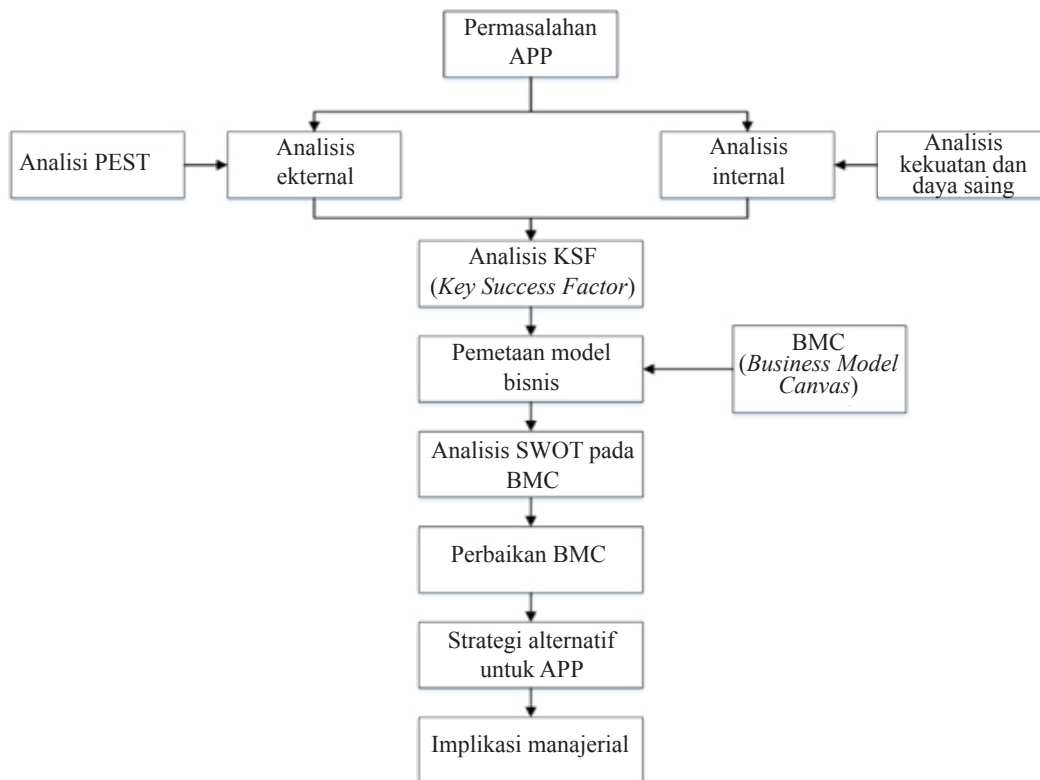 Permasalahan
APP
Analisi PEST
Analisis
ekternal
Analisis
internal
Analisis
kekuatan dan
daya saing
Analisis KSF
(Key Success Factor)
Pemetaan model
bisnis
BMC
(Business Model
Canvas)
Analisis SWOT pada
BMC
Perbaikan BMC
Strategi alternatif
untuk APP
Implikasi manajerial